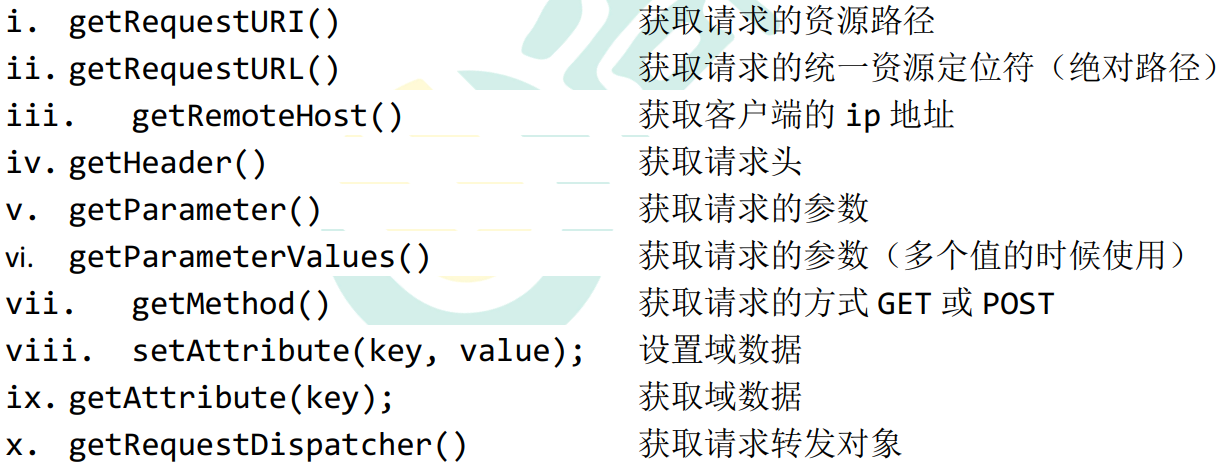 i. getRequestURI() 获取请求的资源路径
ii. getRequestURL() 获取请求的统一资源定位符（绝对路径）
iii. getRemoteHost() 获取客户端的 ip 地址
iv. getHeader() 获取请求头
v. getParameter() 获取请求的参数
vi. getParameterValues() 获取请求的参数（多个值的时候使用）
vii. getMethod() 获取请求的方式 GET 或 POST
viii. setAttribute(key, value); 设置域数据
ix. getAttribute(key); 获取域数据
x. getRequestDispatcher() 获取请求转发对象